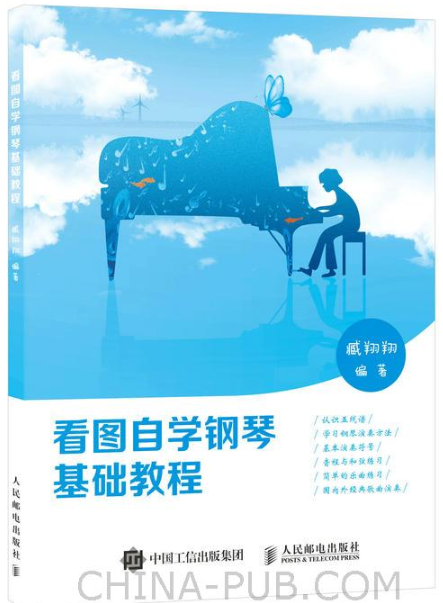 看图自学钢琴基础教程
臧翔翔 编著
人民邮电出版社
臧翔翔
编著
看图自学钢琴
基础教程
/ 认识五线谱 /
/ 学习钢琴演奏方法 /
/ 基本演奏符号 /
/ 音程与和弦练习 /
/ 简单的乐曲练习 /
/ 国内外经典歌曲演奏 /
中国工信出版集团
人民邮电出版社
POSTS & TELECOM PRESS
CHINA-PUB.COM